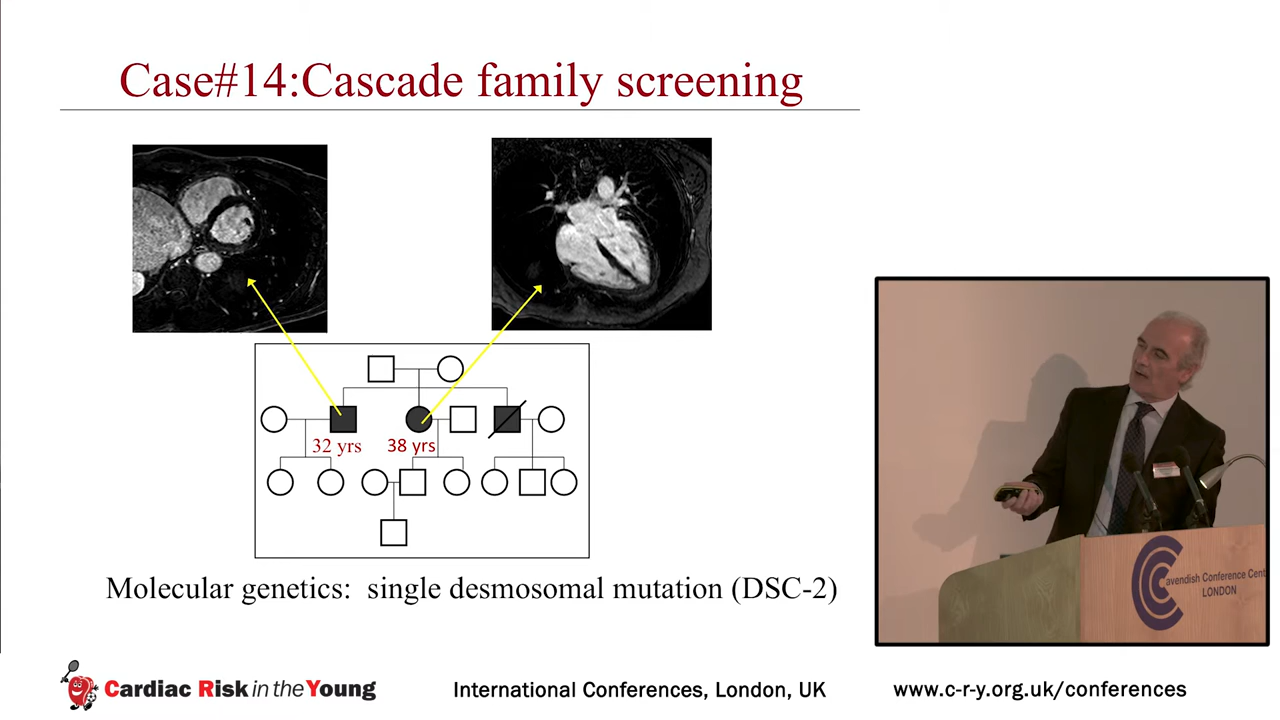 Case#14:Cascade family screening
32 yrs
38 yrs
Molecular genetics:  single desmosomal mutation (DSC-2)
avendish Conference Cent
LONDON
Cardiac Risk in the Young
International Conferences, London, UK
www.c-r-y.org.uk/conferences